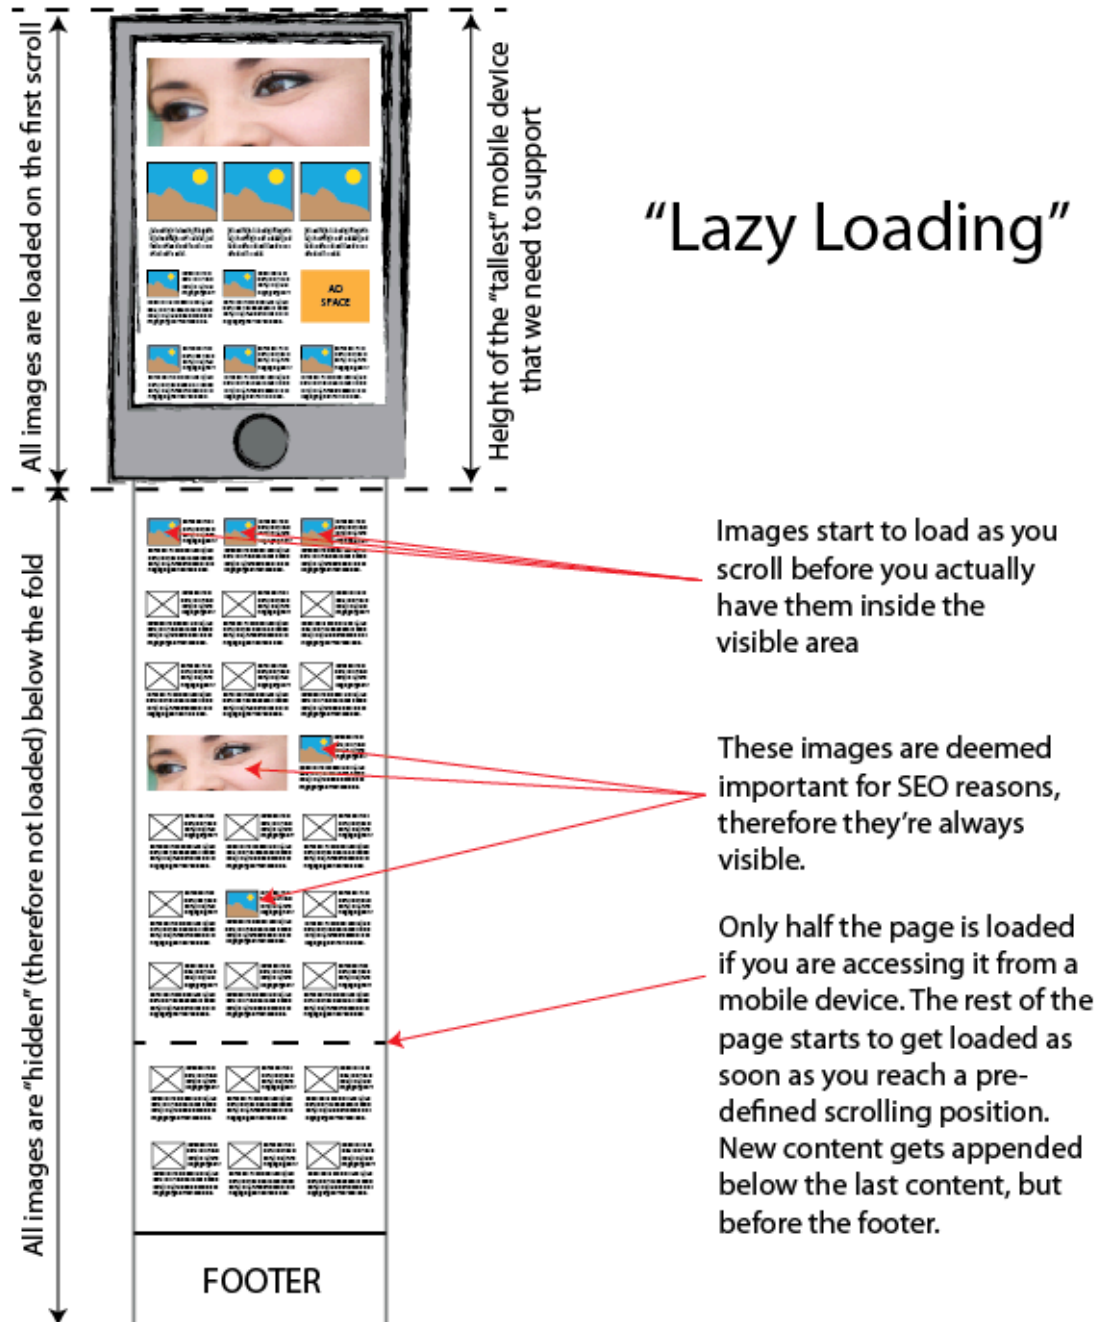 All images are loaded on the first scroll
Height of the "tallest" mobile device
that we need to support
"Lazy Loading"
AD
SPACE
All images are "hidden" (therefore not loaded) below the fold
Images start to load as you
scroll before you actually
have them inside the
visible area
These images are deemed
important for SEO reasons,
therefore they're always
visible.
Only half the page is loaded
if you are accessing it from a
mobile device. The rest of the
page starts to get loaded as
soon as you reach a pre-
defined scrolling position.
New content gets appended
below the last content, but
before the footer.
FOOTER